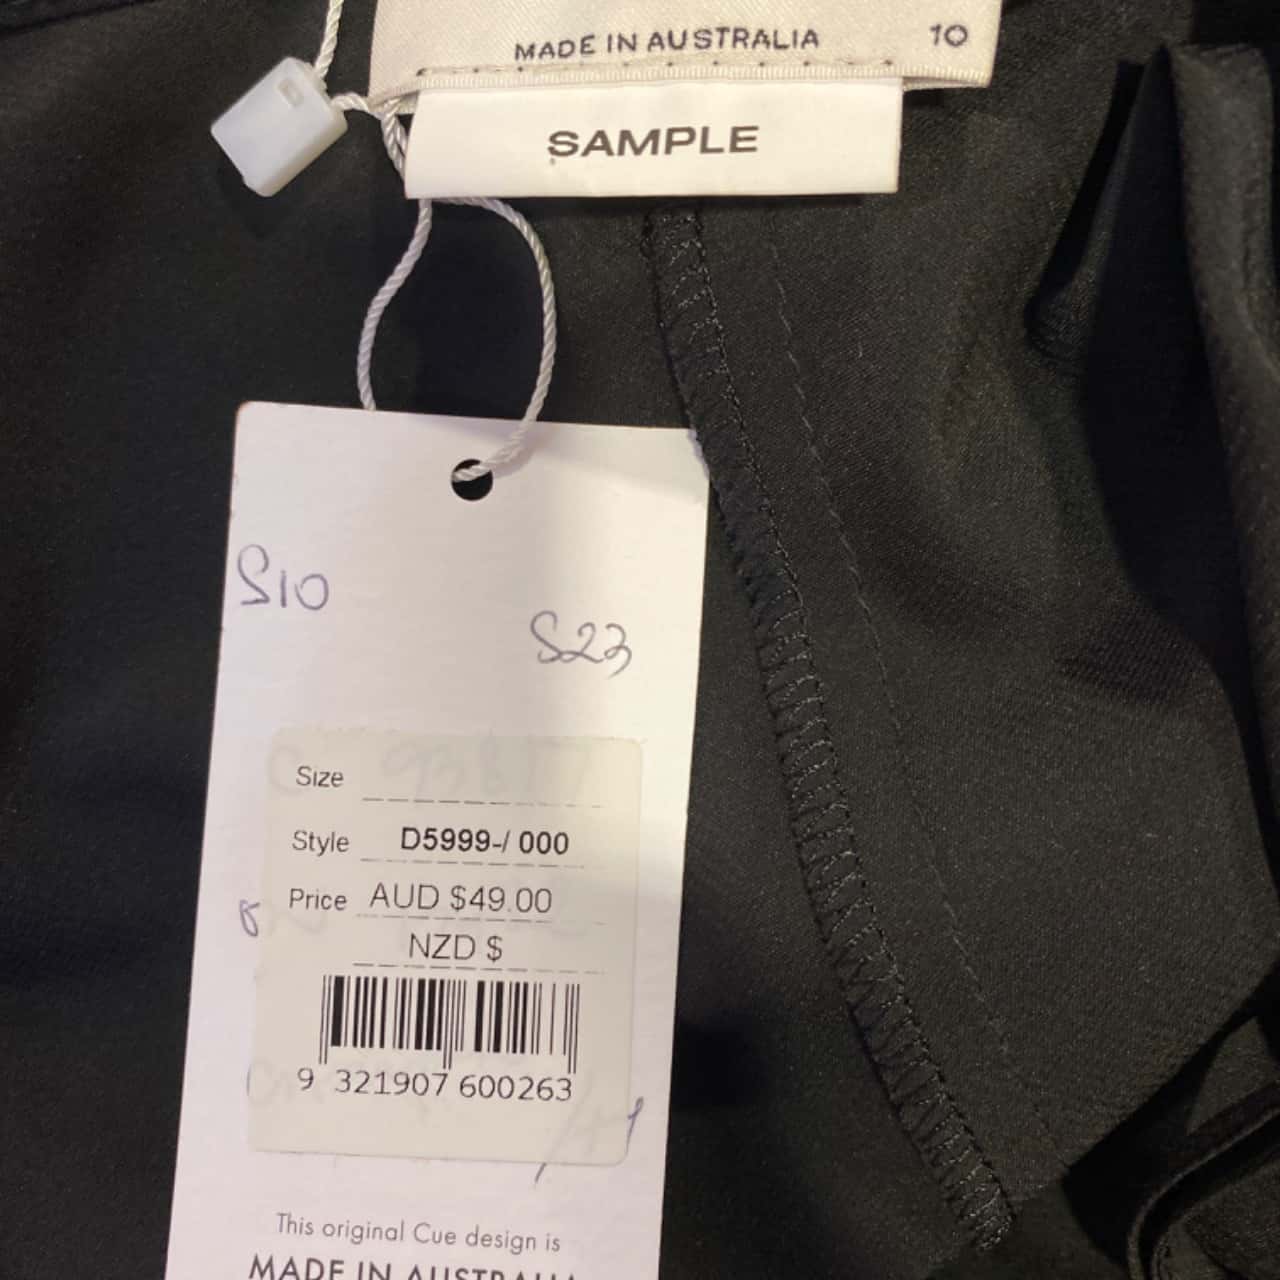 MADE IN AUSTRALIA 10
SAMPLE
S10
S23
Size
Style D5999-/ 000
Price AUD $49.00
NZD $
9 321907 600263
This original Cue design is
MADE IN AUSTRALIA